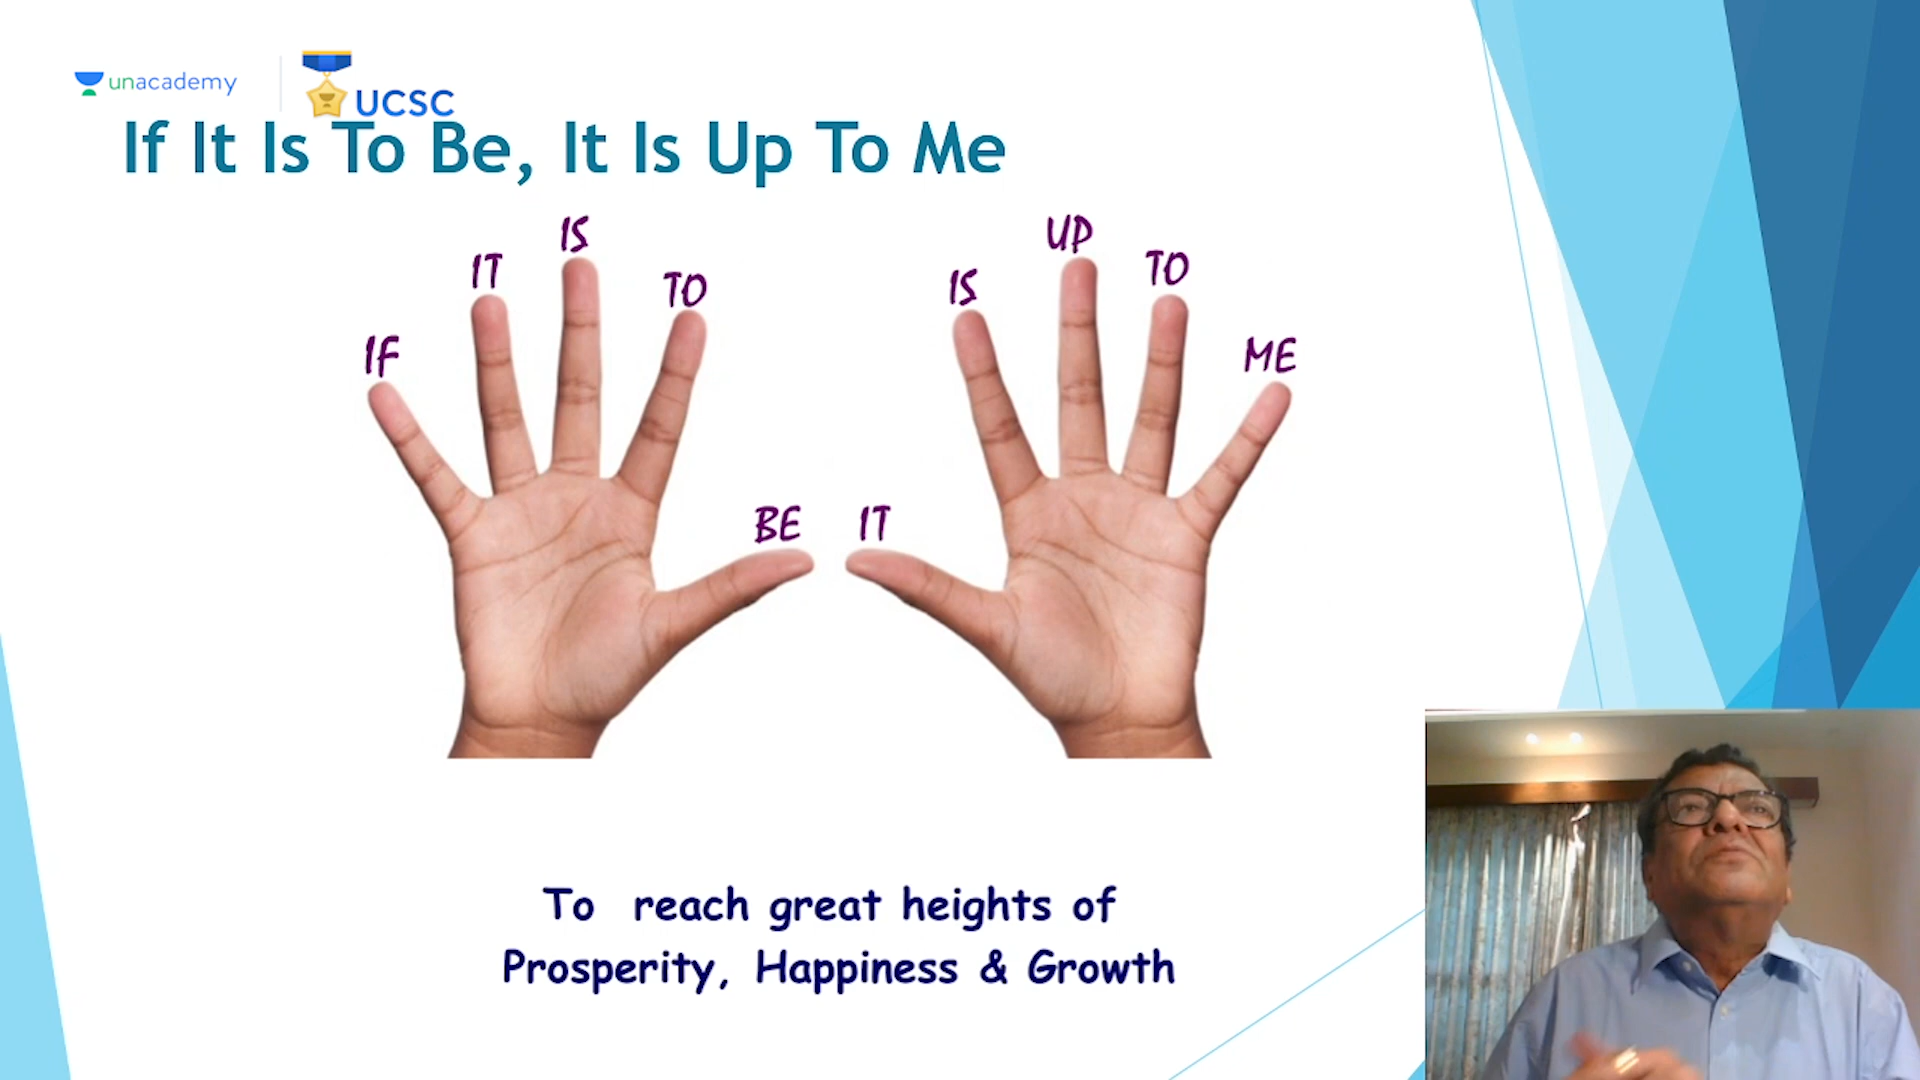 unacademy
UCSC
If It Is To Be, It Is Up To Me
IF IT IS TO BE IT IS UP TO ME
To reach great heights of
Prosperity, Happiness & Growth